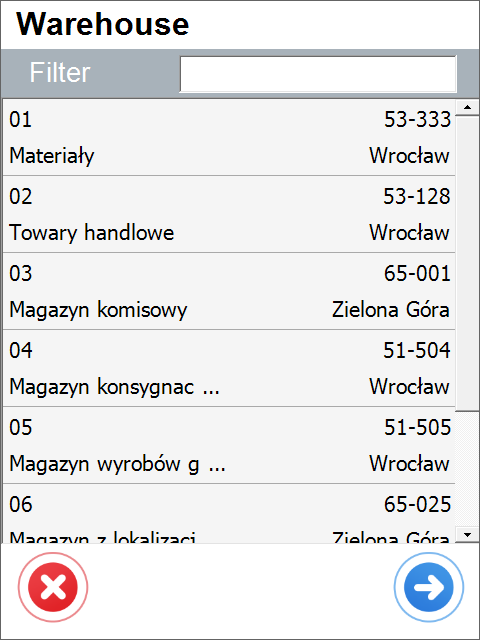 Warehouse
Filter
01 53-333
Materiały Wrocław
02 53-128
Towary handlowe Wrocław
03 65-001
Magazyn komisowy Zielona Góra
04 51-504
Magazyn konsygnac ... Wrocław
05 51-505
Magazyn wyrobów g ... Wrocław
06 65-025
Magazyn z lokalizacj Zielona Góra